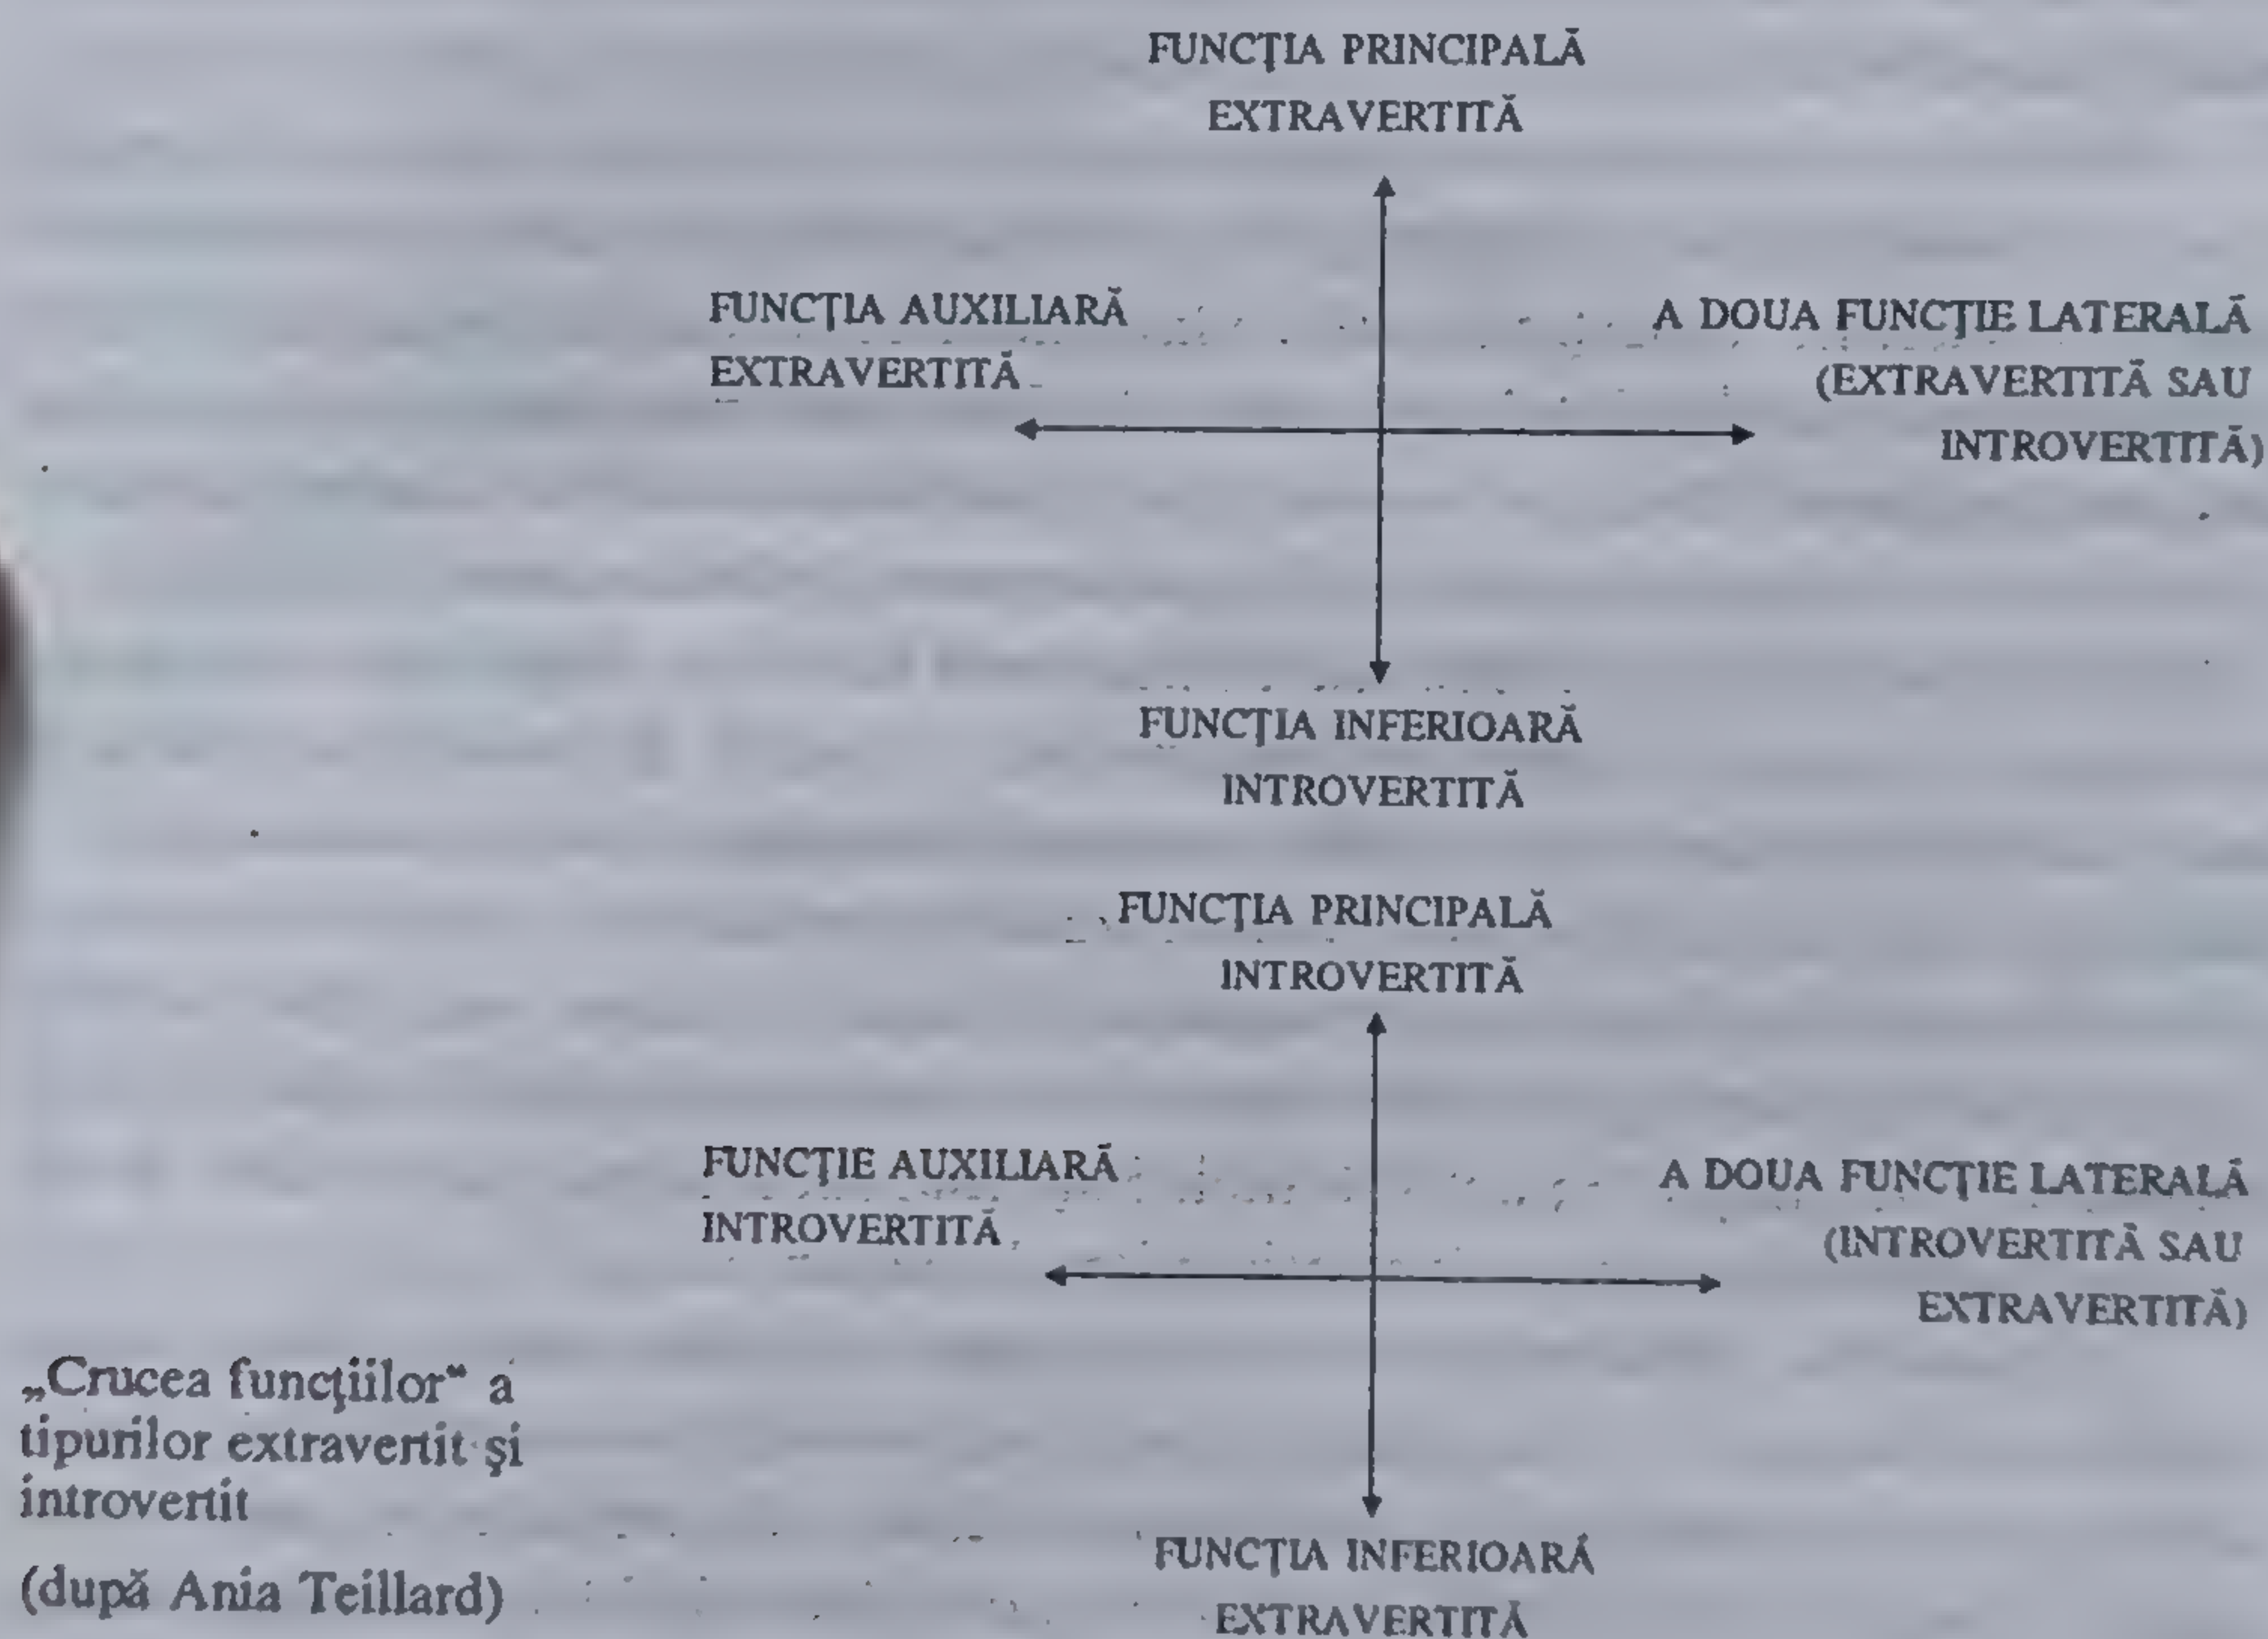 FUNCŢIA PRINCIPALĂ
EXTRAVERTITĂ
FUNCŢIA AUXILIARĂ
EXTRAVERTITĂ
A DOUA FUNCŢIE LATERALĂ
(EXTRAVERTITĂ SAU
INTROVERTITĂ)
FUNCŢIA INFERIOARĂ
INTROVERTITĂ
FUNCŢIA PRINCIPALĂ
INTROVERTITĂ
FUNCŢIE AUXILIARĂ
INTROVERTITĂ
A DOUA FUNCŢIE LATERALĂ
(INTROVERTITĂ SAU
EXTRAVERTITĂ)
FUNCŢIA INFERIOARĂ
EXTRAVERTITĂ
„Crucea funcţiilor“ a
tipurilor extravertit şi
introvertit
(după Ania Teillard)